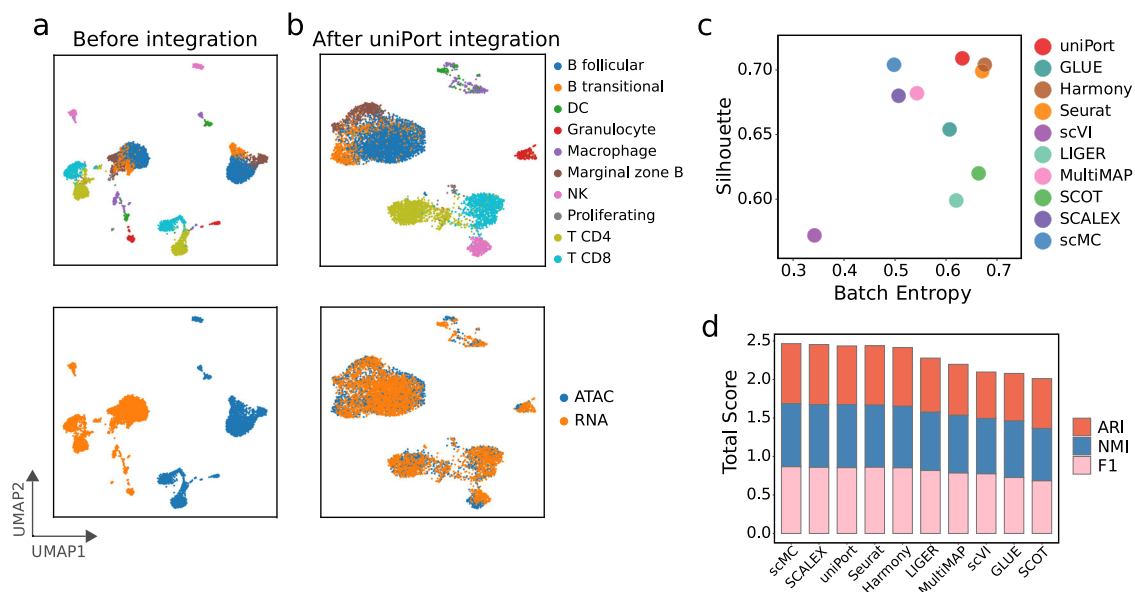 a
Before integration
b
After uniPort integration
B follicular
B transitional
DC
Granulocyte
Macrophage
Marginal zone B
NK
Proliferating
T CD4
T CD8
ATAC
RNA
UMAP2
UMAP1
c
Silhouette
0.70
0.65
0.60
0.3 0.4 0.5 0.6 0.7
Batch Entropy
uniPort
GLUE
Harmony
Seurat
scVI
LIGER
MultiMAP
SCOT
SCALEX
scMC
d
Total Score
2.5
2.0
1.5
1.0
0.5
0.0
scMC SCALEX uniPort Seurat Harmony LIGER MultiMAP scVI GLUE SCOT
ARI
NMI
F1